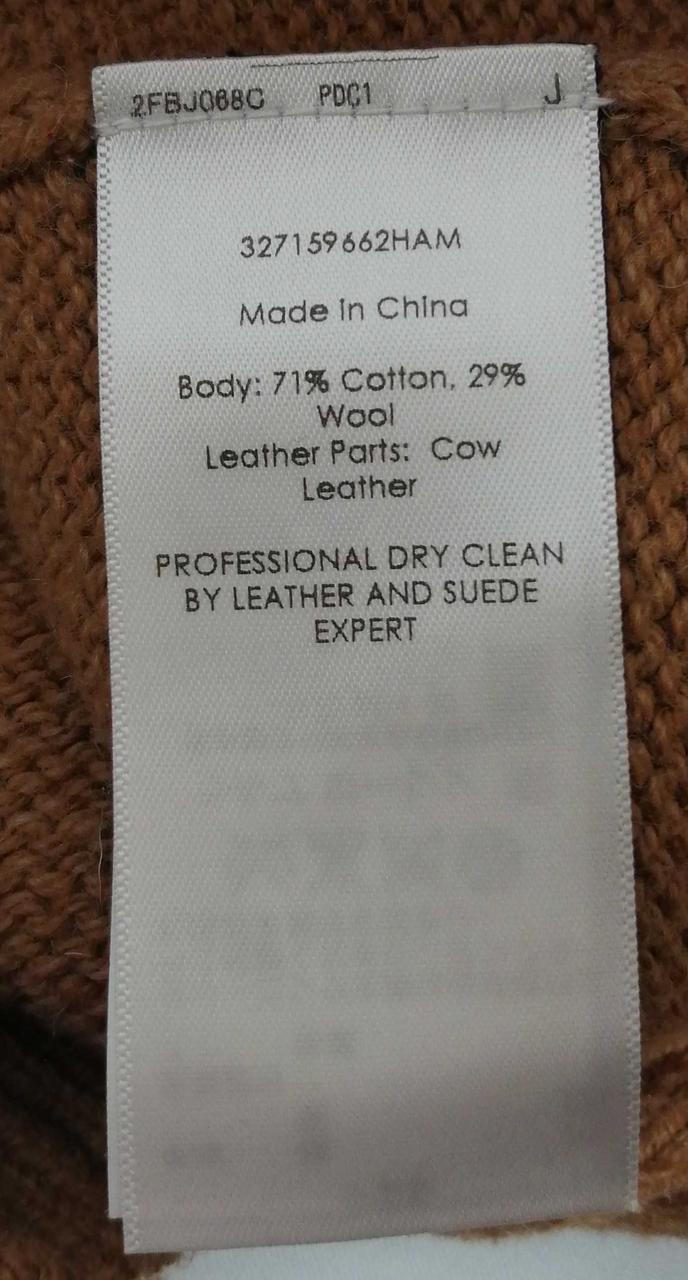 2FBJ068C PDC1 J
327159662HAM
Made in China
Body: 71% Cotton, 29%
Wool
Leather Parts: Cow
Leather
PROFESSIONAL DRY CLEAN
BY LEATHER AND SUEDE
EXPERT